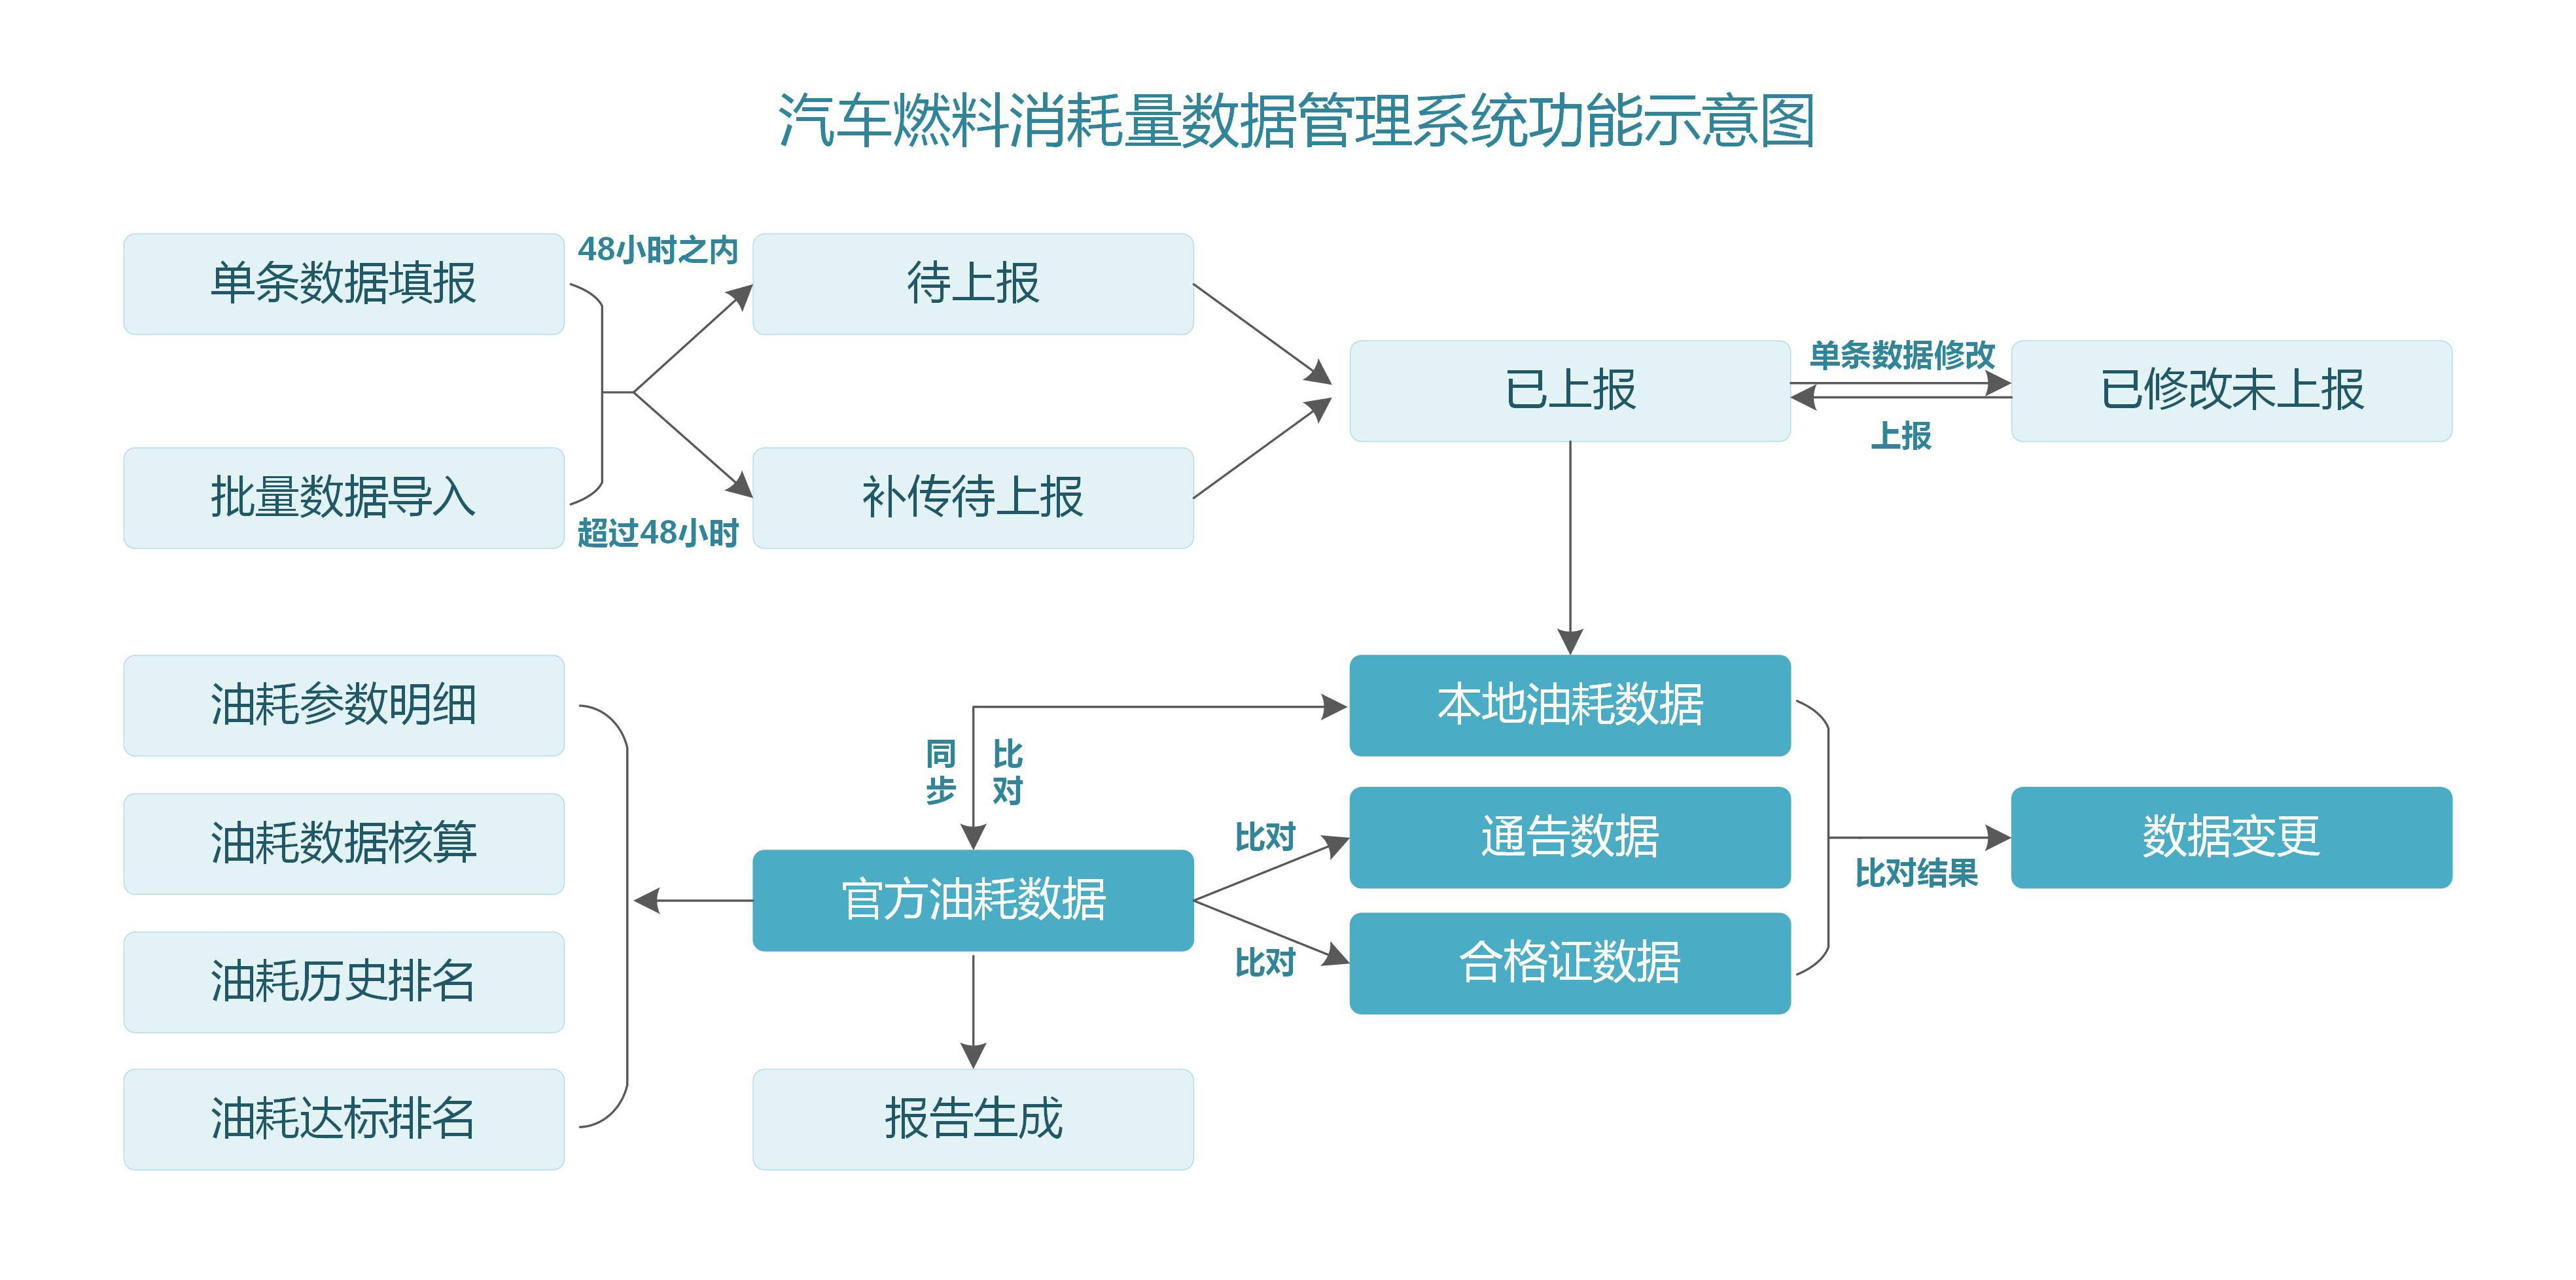 汽车燃料消耗量数据管理系统功能示意图
单条数据填报
48小时之内
待上报
批量数据导入
超过48小时
补传待上报
已上报
单条数据修改
上报
已修改未上报
油耗参数明细
油耗数据核算
油耗历史排名
油耗达标排名
同步
比对
官方油耗数据
报告生成
比对
比对
本地油耗数据
通告数据
合格证数据
比对结果
数据变更